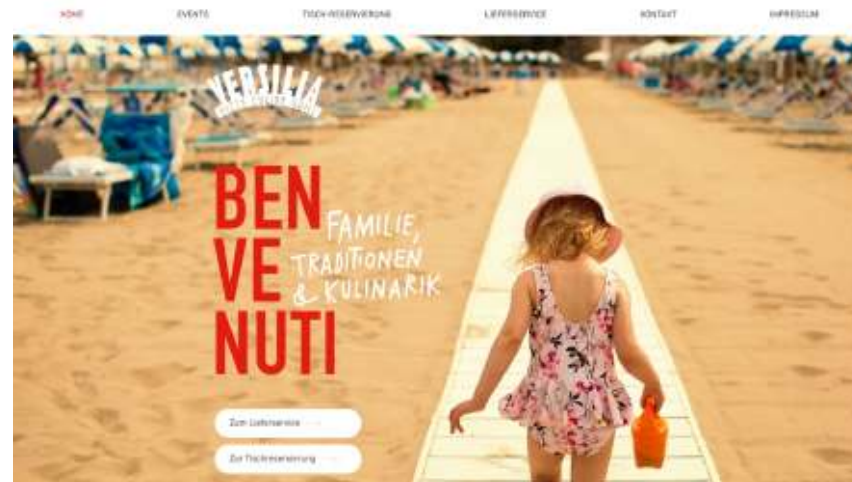 HOME EVENTS TISCH-RESERVIERUNG LIEFERSERVICE KONTAKT IMPRESSUM
VERSILIA
BEN
VE
NUTI
FAMILIE,
TRADITIONEN
& KULINARIK
Zum Lieferservice
Zur Tischreservierung